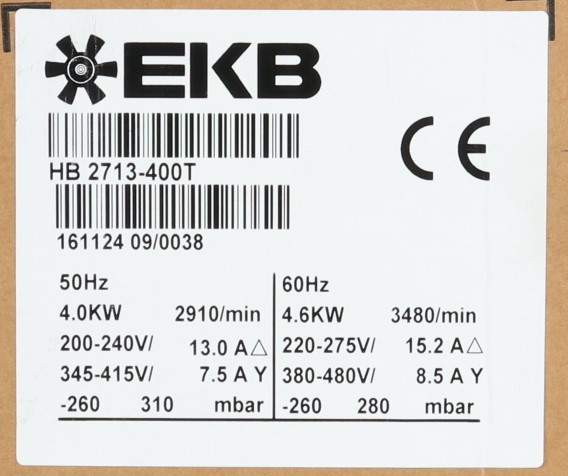 EKB
CE
HB 2713-400T
161124 09/0038
50Hz
4.0KW 2910/min
200-240V/ 13.0 A△
345-415V/ 7.5 A Y
-260 310 mbar
60Hz
4.6KW 3480/min
220-275V/ 15.2 A△
380-480V/ 8.5 A Y
-260 280 mbar